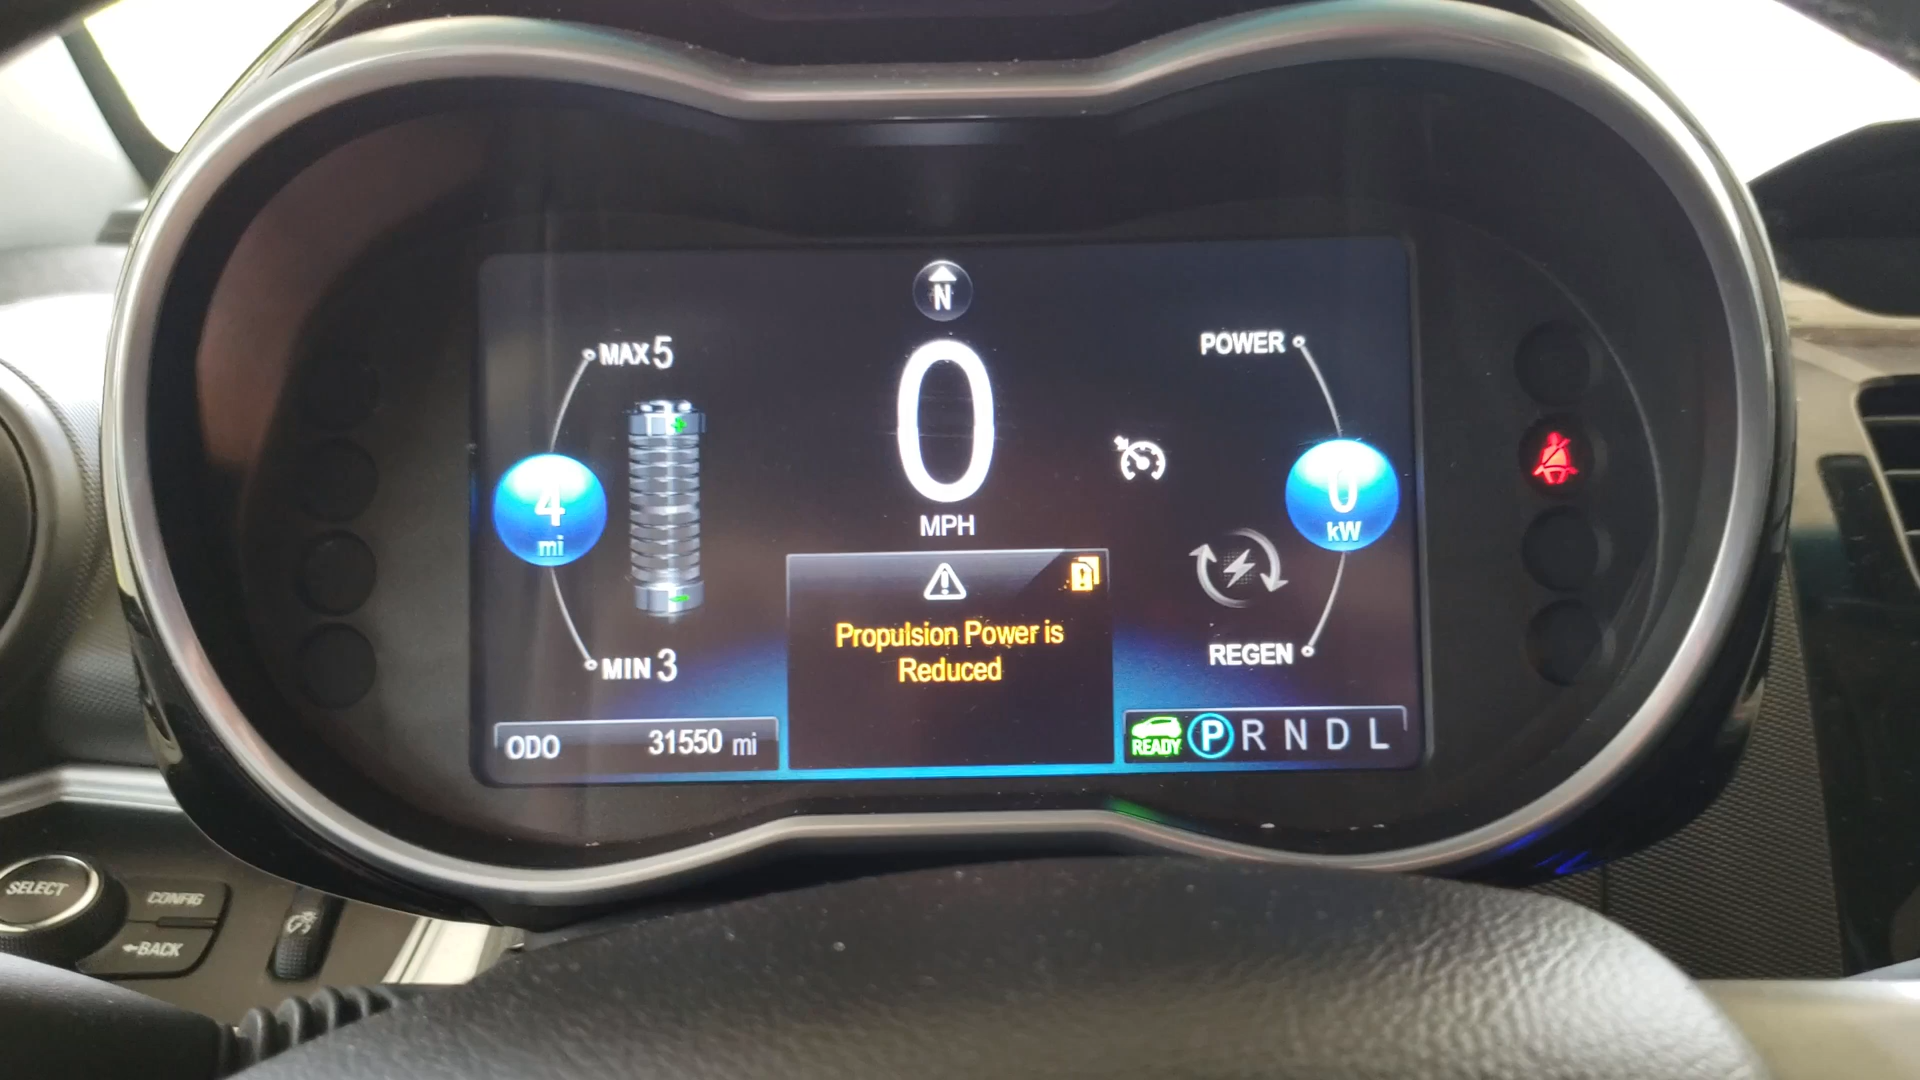 N
MAX 5
POWER
0
4
mi
MPH
0
kW
Propulsion Power is
Reduced
MIN 3
REGEN
ODO 31550 mi
READY P R N D L
SELECT
CONFIG
BACK